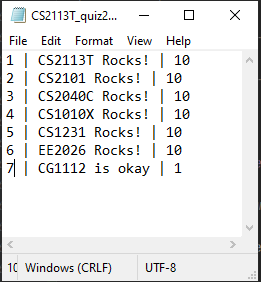 CS2113T_quiz2...
File Edit Format View Help
1 | CS2113T Rocks! | 10
2 | CS2101 Rocks! | 10
3 | CS2040C Rocks! | 10
4 | CS1010X Rocks! | 10
5 | CS1231 Rocks! | 10
6 | EE2026 Rocks! | 10
7 | CG1112 is okay | 1
10 Windows (CRLF) UTF-8